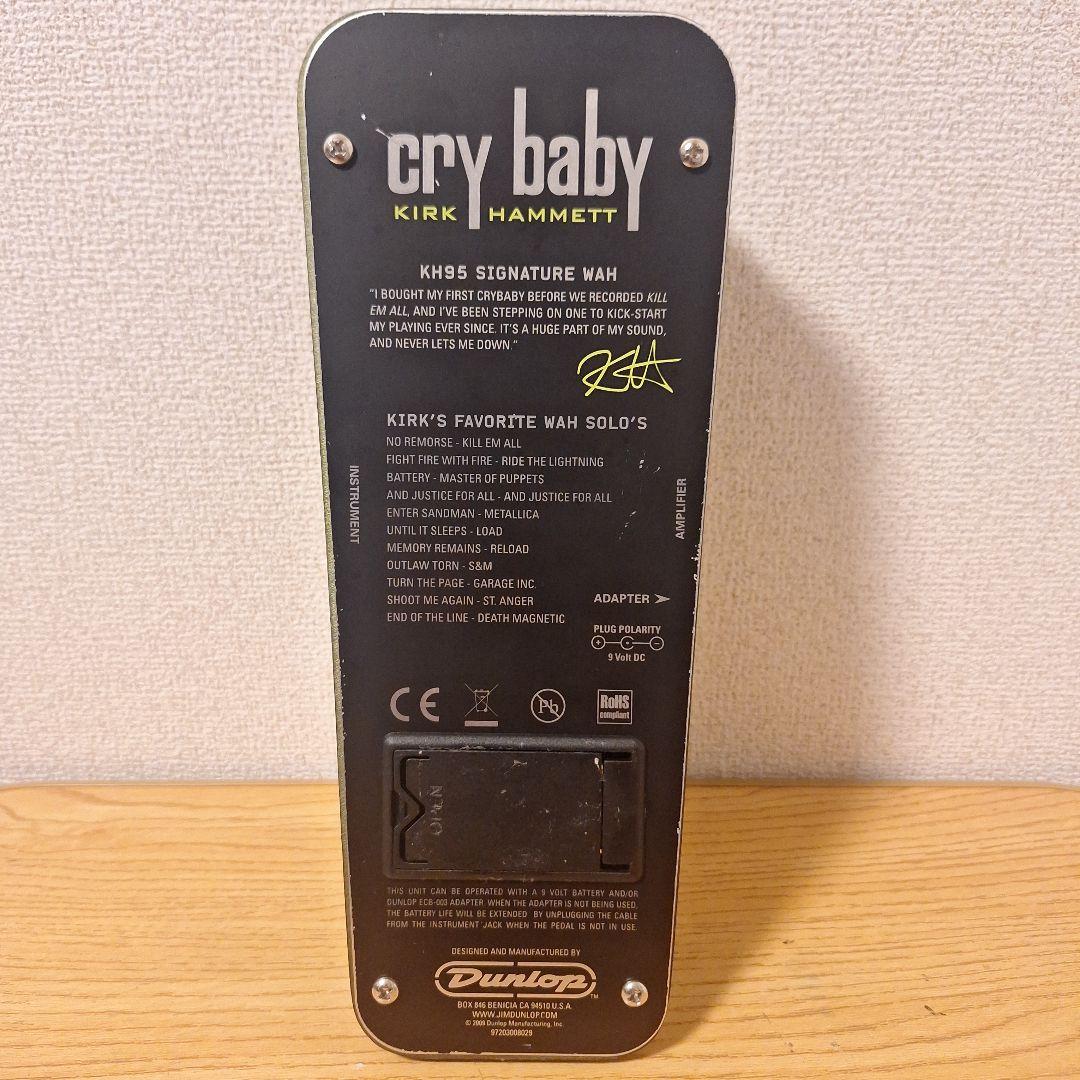 cry baby
KIRK HAMMETT
KH95 SIGNATURE WAH
"I BOUGHT MY FIRST CRYBABY BEFORE WE RECORDED KILL
EM ALL, AND I'VE BEEN STEPPING ON ONE TO KICK-START
MY PLAYING EVER SINCE. IT'S A HUGE PART OF MY SOUND,
AND NEVER LETS ME DOWN."
KIRK'S FAVORITE WAH SOLO'S
NO REMORSE - KILL EM ALL
FIGHT FIRE WITH FIRE - RIDE THE LIGHTNING
BATTERY - MASTER OF PUPPETS
AND JUSTICE FOR ALL - AND JUSTICE FOR ALL
ENTER SANDMAN - METALLICA
UNTIL IT SLEEPS - LOAD
MEMORY REMAINS - RELOAD
OUTLAW TORN - S&M
TURN THE PAGE - GARAGE INC.
SHOOT ME AGAIN - ST. ANGER
END OF THE LINE - DEATH MAGNETIC
INSTRUMENT
AMPLIFIER
ADAPTER
PLUG POLARITY
9 Volt DC
CE
Pb
RoHS
compliant
OPEN
THIS UNIT CAN BE OPERATED WITH A 9 VOLT BATTERY AND/OR
DUNLOP ECB-003 ADAPTER. WHEN THE ADAPTER IS NOT BEING USED,
THE BATTERY LIFE WILL BE EXTENDED BY UNPLUGGING THE CABLE
FROM THE INSTRUMENT JACK WHEN THE PEDAL IS NOT IN USE.
DESIGNED AND MANUFACTURED BY
Dunlop TM
BOX 846 BENICIA CA 94510 U.S.A.
WWW.JIMDUNLOP.COM
© 2009 Dunlop Manufacturing, Inc.
97203008029